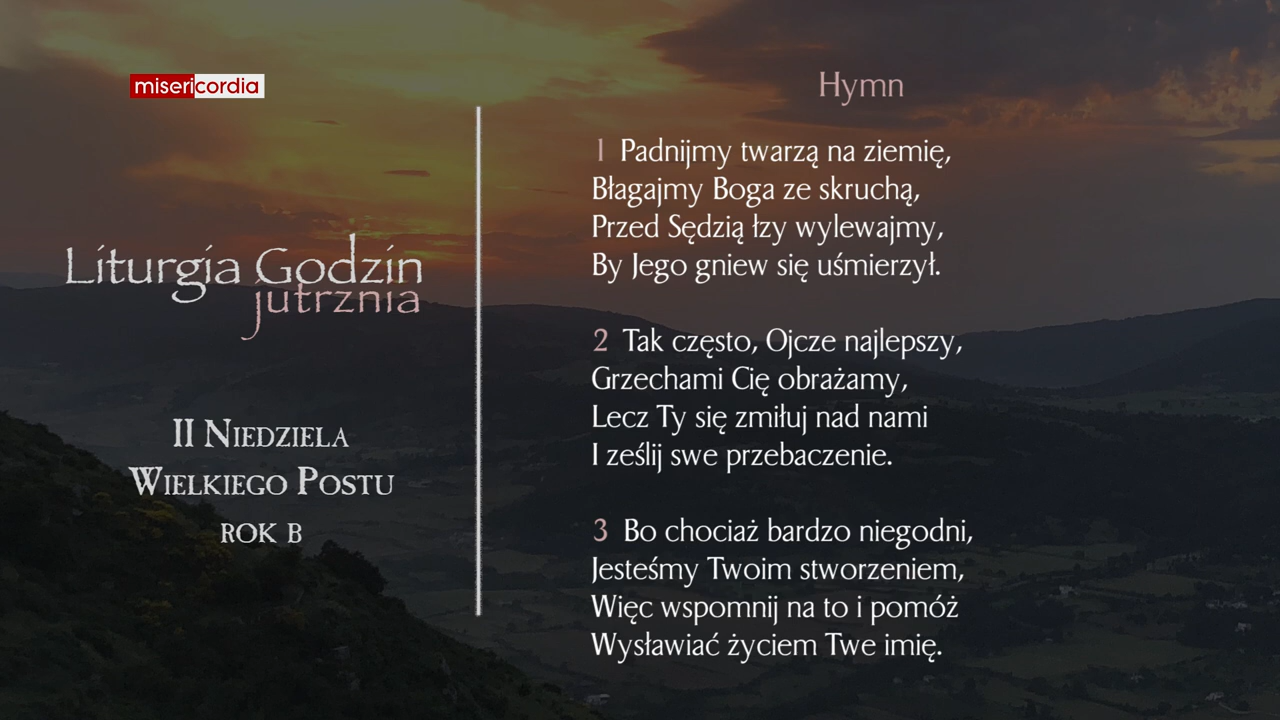 misericordia
Liturgia Godzin
jutrznia
II Niedziela
Wielkiego Postu
rok B
Hymn
1 Padnijmy twarzą na ziemię,
Błagajmy Boga ze skruchą,
Przed Sędzią łzy wylewajmy,
By Jego gniew się uśmierzył.
2 Tak często, Ojcze najlepszy,
Grzechami Cię obrażamy,
Lecz Ty się zmiłuj nad nami
I ześlij swe przebaczenie.
3 Bo chociaż bardzo niegodni,
Jesteśmy Twoim stworzeniem,
Więc wspomnij na to i pomóż
Wysławiać życiem Twe imię.